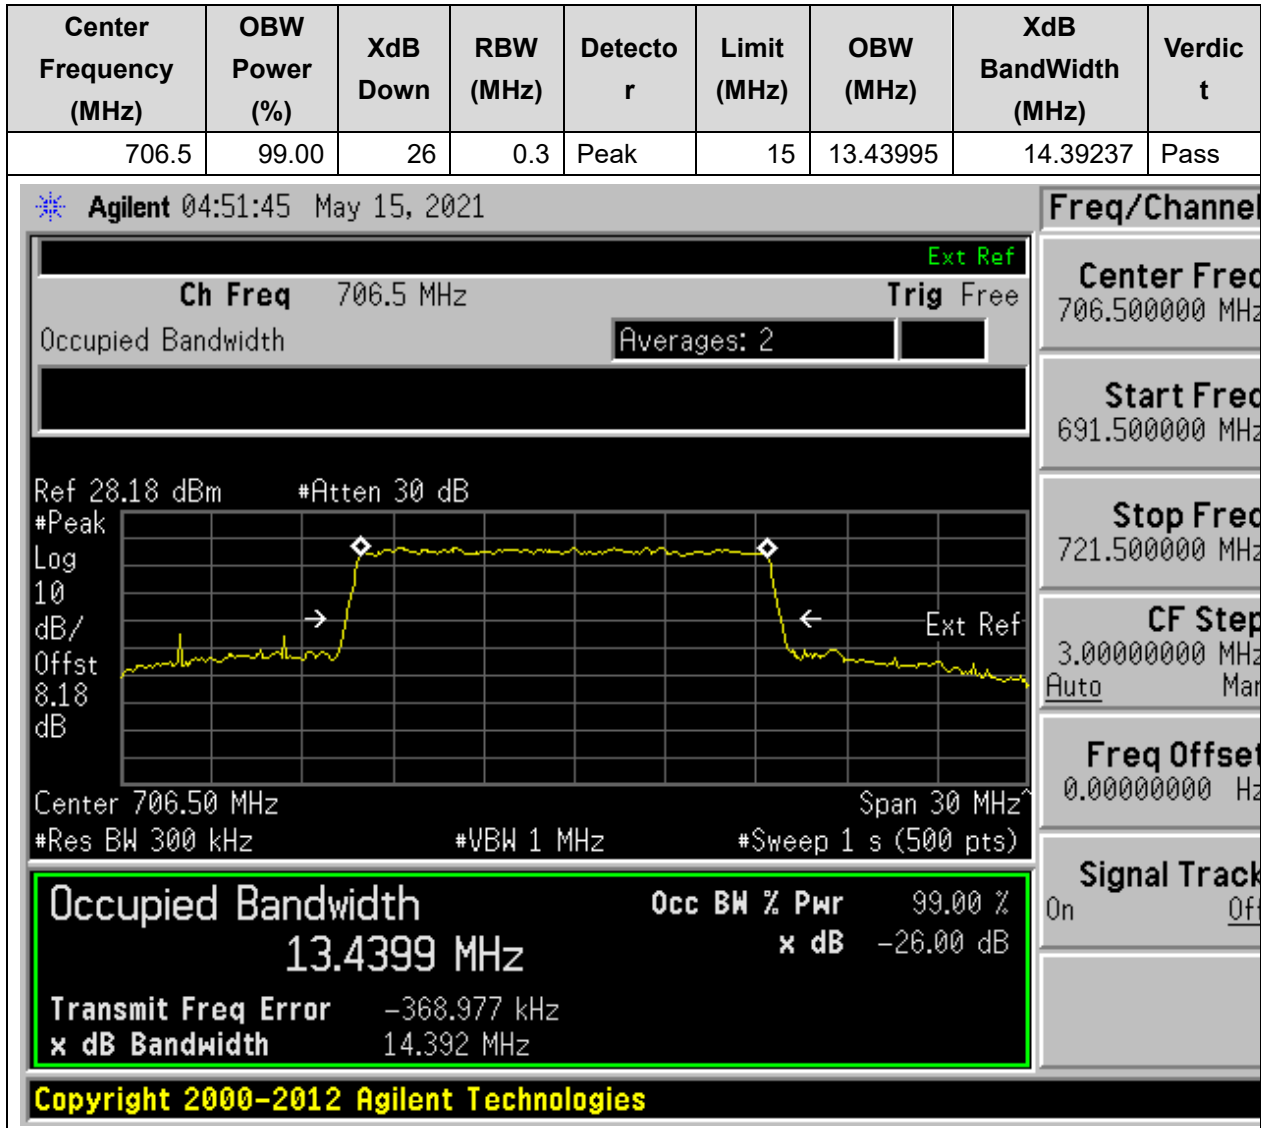 Center Frequency (MHz) OBW Power (%) XdB Down RBW (MHz) Detector Limit (MHz) OBW (MHz) XdB BandWidth (MHz) Verdict
706.5 99.00 26 0.3 Peak 15 13.43995 14.39237 Pass
Agilent 04:51:45 May 15, 2021
Freq/Channel
Ext Ref
Ch Freq 706.5 MHz Trig Free
Occupied Bandwidth Averages: 2
Center Freq
706.500000 MHz
Start Freq
691.500000 MHz
Stop Freq
721.500000 MHz
CF Step
3.00000000 MHz
Auto Man
Freq Offset
0.00000000 Hz
Signal Track
On Off
Ref 28.18 dBm #Atten 30 dB
#Peak
Log
10
dB/
Offst
8.18
dB
Ext Ref
Center 706.50 MHz Span 30 MHz^
#Res BW 300 kHz #VBW 1 MHz #Sweep 1 s (500 pts)
Occupied Bandwidth
13.4399 MHz
Occ BW % Pwr 99.00 %
x dB -26.00 dB
Transmit Freq Error -368.977 kHz
x dB Bandwidth 14.392 MHz
Copyright 2000-2012 Agilent Technologies